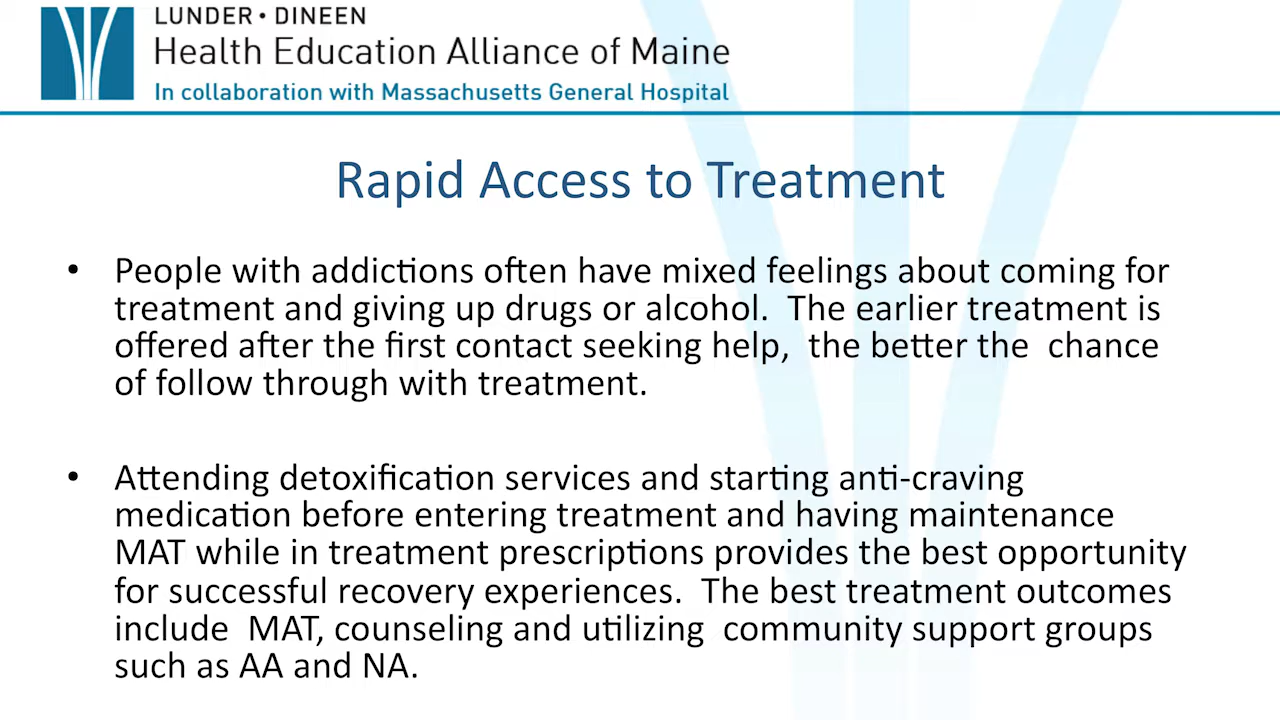 LUNDER • DINEEN
Health Education Alliance of Maine
In collaboration with Massachusetts General Hospital
Rapid Access to Treatment
• People with addictions often have mixed feelings about coming for
treatment and giving up drugs or alcohol.  The earlier treatment is
offered after the first contact seeking help,  the better the  chance
of follow through with treatment.
• Attending detoxification services and starting anti-craving
medication before entering treatment and having maintenance
MAT while in treatment prescriptions provides the best opportunity
for successful recovery experiences.  The best treatment outcomes
include  MAT, counseling and utilizing  community support groups
such as AA and NA.